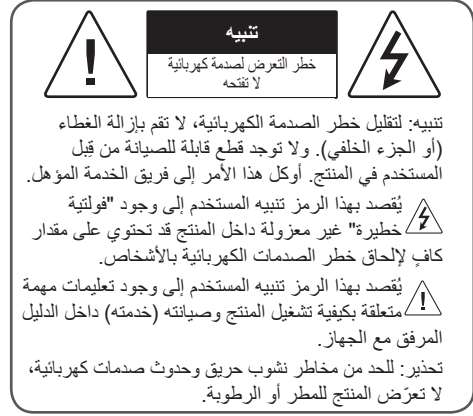 تنبيه
خطر التعرض لصدمة كهربائية
لا تفتحه
تنبيه: لتقليل خطر الصدمة الكهربائية، لا تقم بإزالة الغطاء
(أو الجزء الخلفي). ولا توجد قطع قابلة للصيانة من قِبل
المستخدم في المنتج. أوكل هذا الأمر إلى فريق الخدمة المؤهل.
يُقصد بهذا الرمز تنبيه المستخدم إلى وجود "فولتية
خطيرة" غير معزولة داخل المنتج قد تحتوي على مقدار
كافٍ لإلحاق خطر الصدمات الكهربائية بالأشخاص.
يُقصد بهذا الرمز تنبيه المستخدم إلى وجود تعليمات مهمة
متعلقة بكيفية تشغيل المنتج وصيانته (خدمته) داخل الدليل
المرفق مع الجهاز.
تحذير: للحد من مخاطر نشوب حريق وحدوث صدمات كهربائية،
لا تعرّض المنتج للمطر أو الرطوبة.